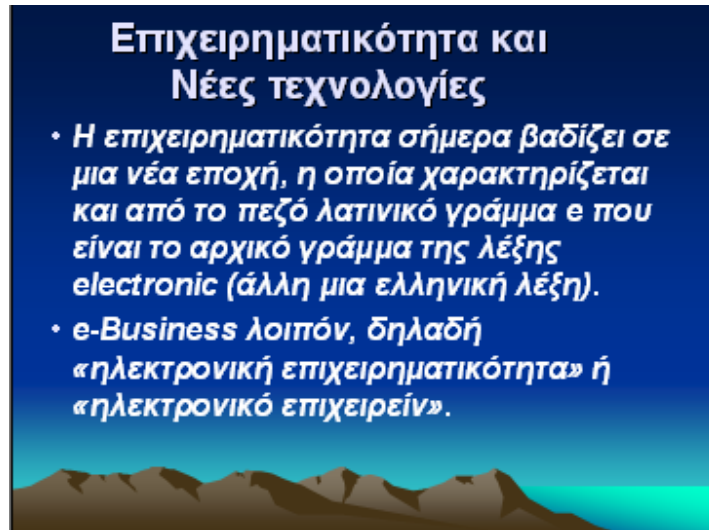 Επιχειρηματικότητα και
Νέες τεχνολογίες
• Η επιχειρηματικότητα σήμερα βαδίζει σε
μια νέα εποχή, η οποία χαρακτηρίζεται
και από το πεζό λατινικό γράμμα e που
είναι το αρχικό γράμμα της λέξης
electronic (άλλη μια ελληνική λέξη).
• e-Business λοιπόν, δηλαδή
«ηλεκτρονική επιχειρηματικότητα» ή
«ηλεκτρονικό επιχειρείν».